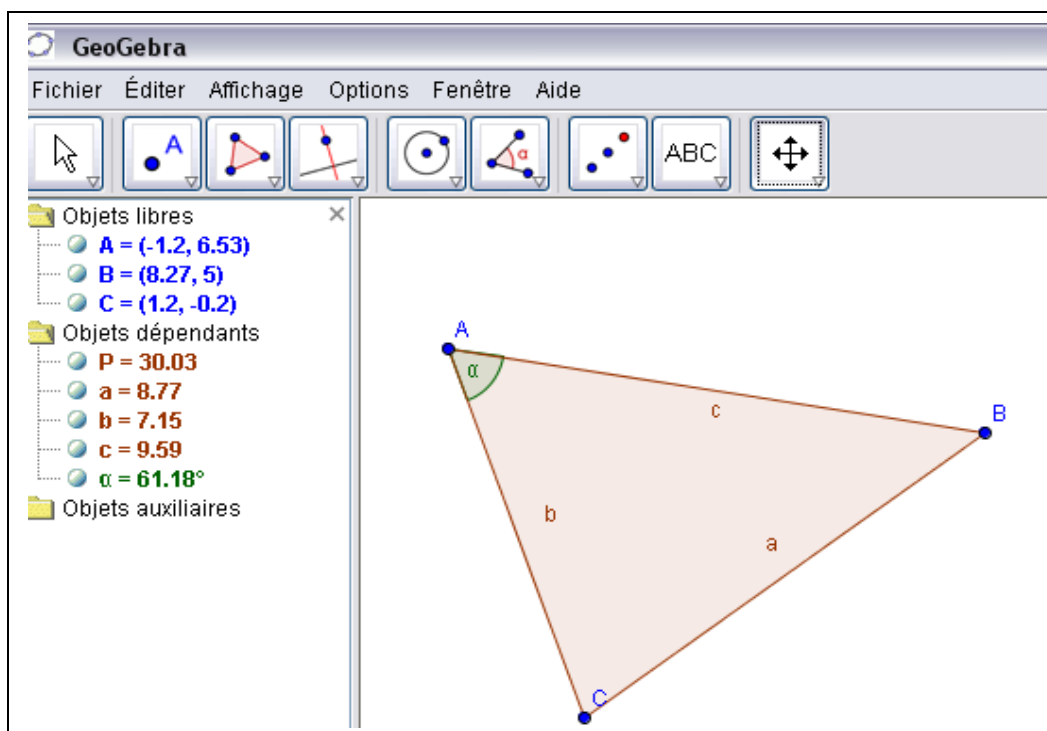 GeoGebra
Fichier Éditer Affichage Options Fenêtre Aide
A α ABC
Objets libres
A = (-1.2, 6.53)
B = (8.27, 5)
C = (1.2, -0.2)
Objets dépendants
P = 30.03
a = 8.77
b = 7.15
c = 9.59
α = 61.18°
Objets auxiliaires
A
α
c
B
b
a
C